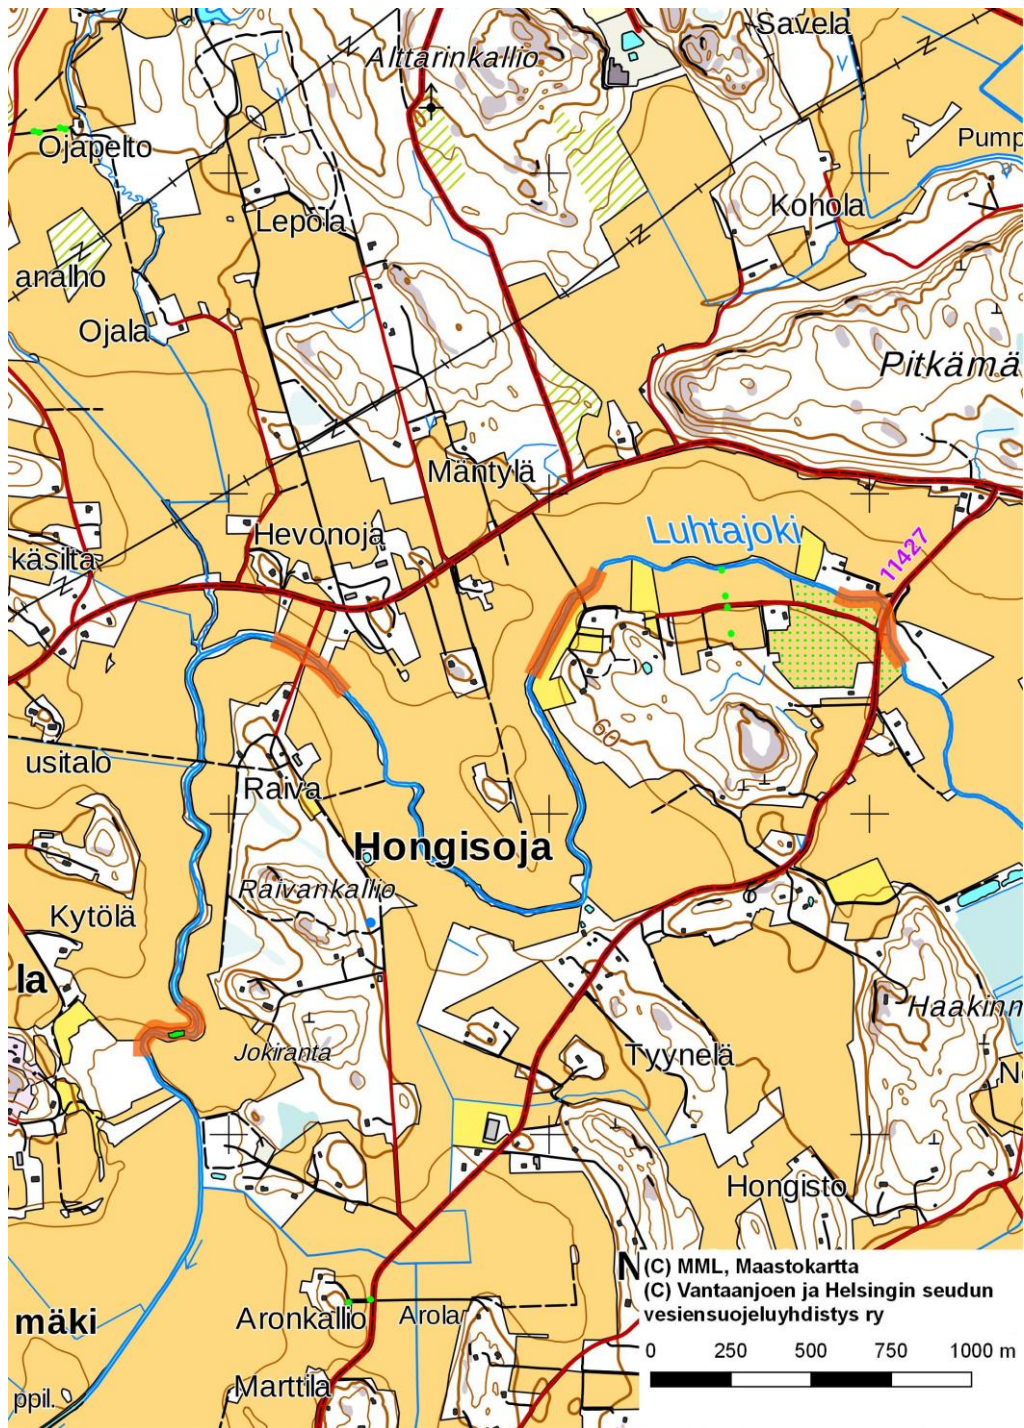 Savela
Alttarinkallio
Ojapelto
Pump
Lepola
Kohola
analho
Ojala
Pitkämä
Mäntylä
Luhtajoki
Hevonoja
11427
käsilta
60
usitalo
Raiva
Hongisoja
Raivankallio
Kytölä
la
Haakinn
Jokiranta
Tyynelä
Hongisto
N
(C) MML, Maastokartta
(C) Vantaanjoen ja Helsingin seudun
vesiensuojeluyhdistys ry
Aronkallio
Arola
mäki
0 250 500 750 1000 m
Marttila
ppil.